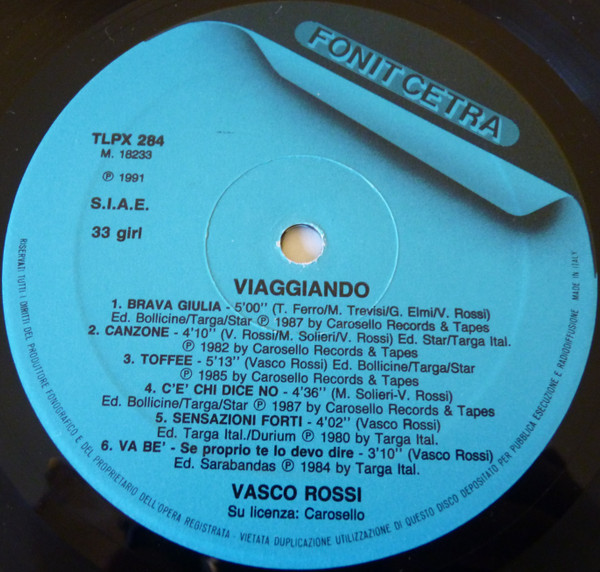 FONIT CETRA
TLPX 284
M. 18233
℗ 1991
S.I.A.E.
33 giri
VIAGGIANDO
1. BRAVA GIULIA - 5'00'' (T. Ferro/M. Trevisi/G. Elmi/V. Rossi)
Ed. Bollicine/Targa/Star ℗ 1987 by Carosello Records & Tapes
2. CANZONE - 4'10'' (V. Rossi/M. Solieri/V. Rossi) Ed. Star/Targa Ital.
℗ 1982 by Carosello Records & Tapes
3. TOFFEE - 5'13'' (Vasco Rossi) Ed. Bollicine/Targa/Star
℗ 1985 by Carosello Records & Tapes
4. C'E' CHI DICE NO - 4'36'' (M. Solieri-V. Rossi)
Ed. Bollicine/Targa/Star ℗ 1987 by Carosello Records & Tapes
5. SENSAZIONI FORTI - 4'02'' (Vasco Rossi)
Ed. Targa Ital./Durium ℗ 1980 by Targa Ital.
6. VA BE' - Se proprio te lo devo dire - 3'10'' (Vasco Rossi)
Ed. Sarabandas ℗ 1984 by Targa Ital.
VASCO ROSSI
Su licenza: Carosello
RISERVATI TUTTI I DIRITTI DEL PRODUTTORE FONOGRAFICO E DEL PROPRIETARIO DELL'OPERA REGISTRATA - VIETATA DUPLICAZIONE UTILIZZAZIONE DI QUESTO DISCO DEPOSITATO PER PUBBLICA ESECUZIONE E RADIODIFFUSIONE. MADE IN ITALY